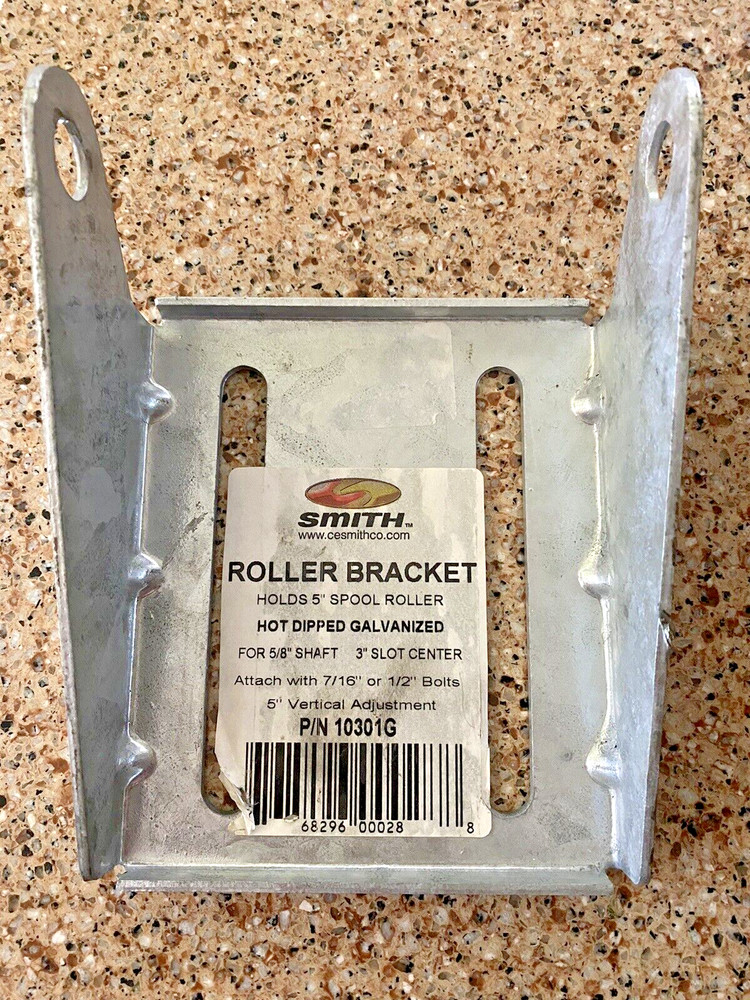 SMITH™
www.cesmithco.com
ROLLER BRACKET
HOLDS 5" SPOOL ROLLER
HOT DIPPED GALVANIZED
FOR 5/8" SHAFT 3" SLOT CENTER
Attach with 7/16" or 1/2" Bolts
5" Vertical Adjustment
P/N 10301G
68296 00028 8